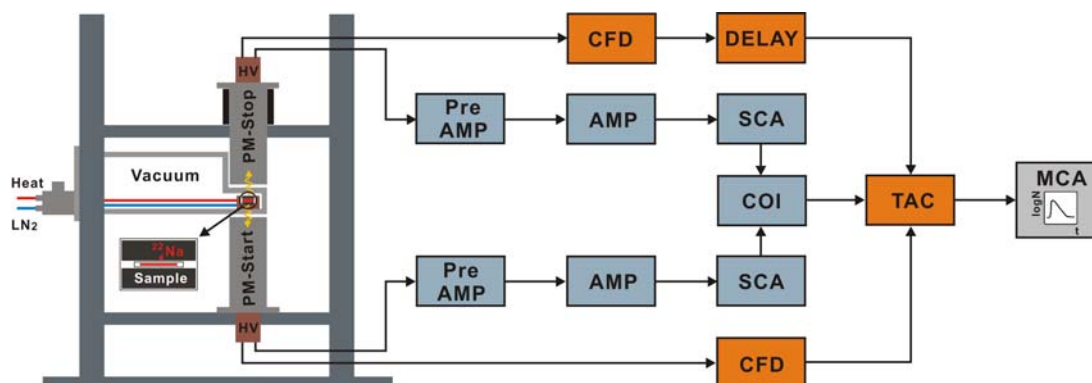 HV
PM-Stop
Vacuum
Heat
LN2
22Na
Sample
PM-Start
HV
CFD
DELAY
Pre
AMP
AMP
SCA
COI
TAC
MCA
logN
t
Pre
AMP
AMP
SCA
CFD